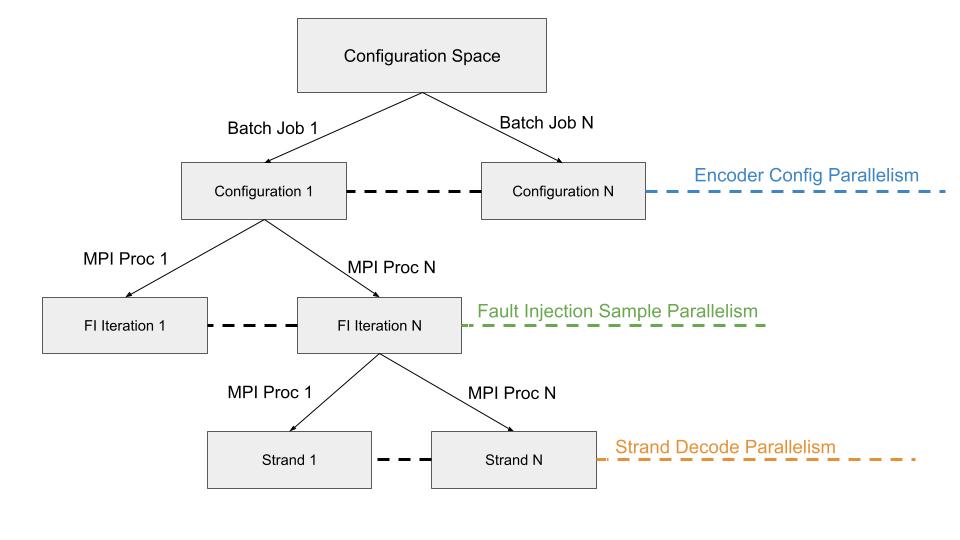 Configuration Space
Batch Job 1
Batch Job N
Configuration 1
Configuration N
Encoder Config Parallelism
MPI Proc 1
MPI Proc N
FI Iteration 1
FI Iteration N
Fault Injection Sample Parallelism
MPI Proc 1
MPI Proc N
Strand 1
Strand N
Strand Decode Parallelism